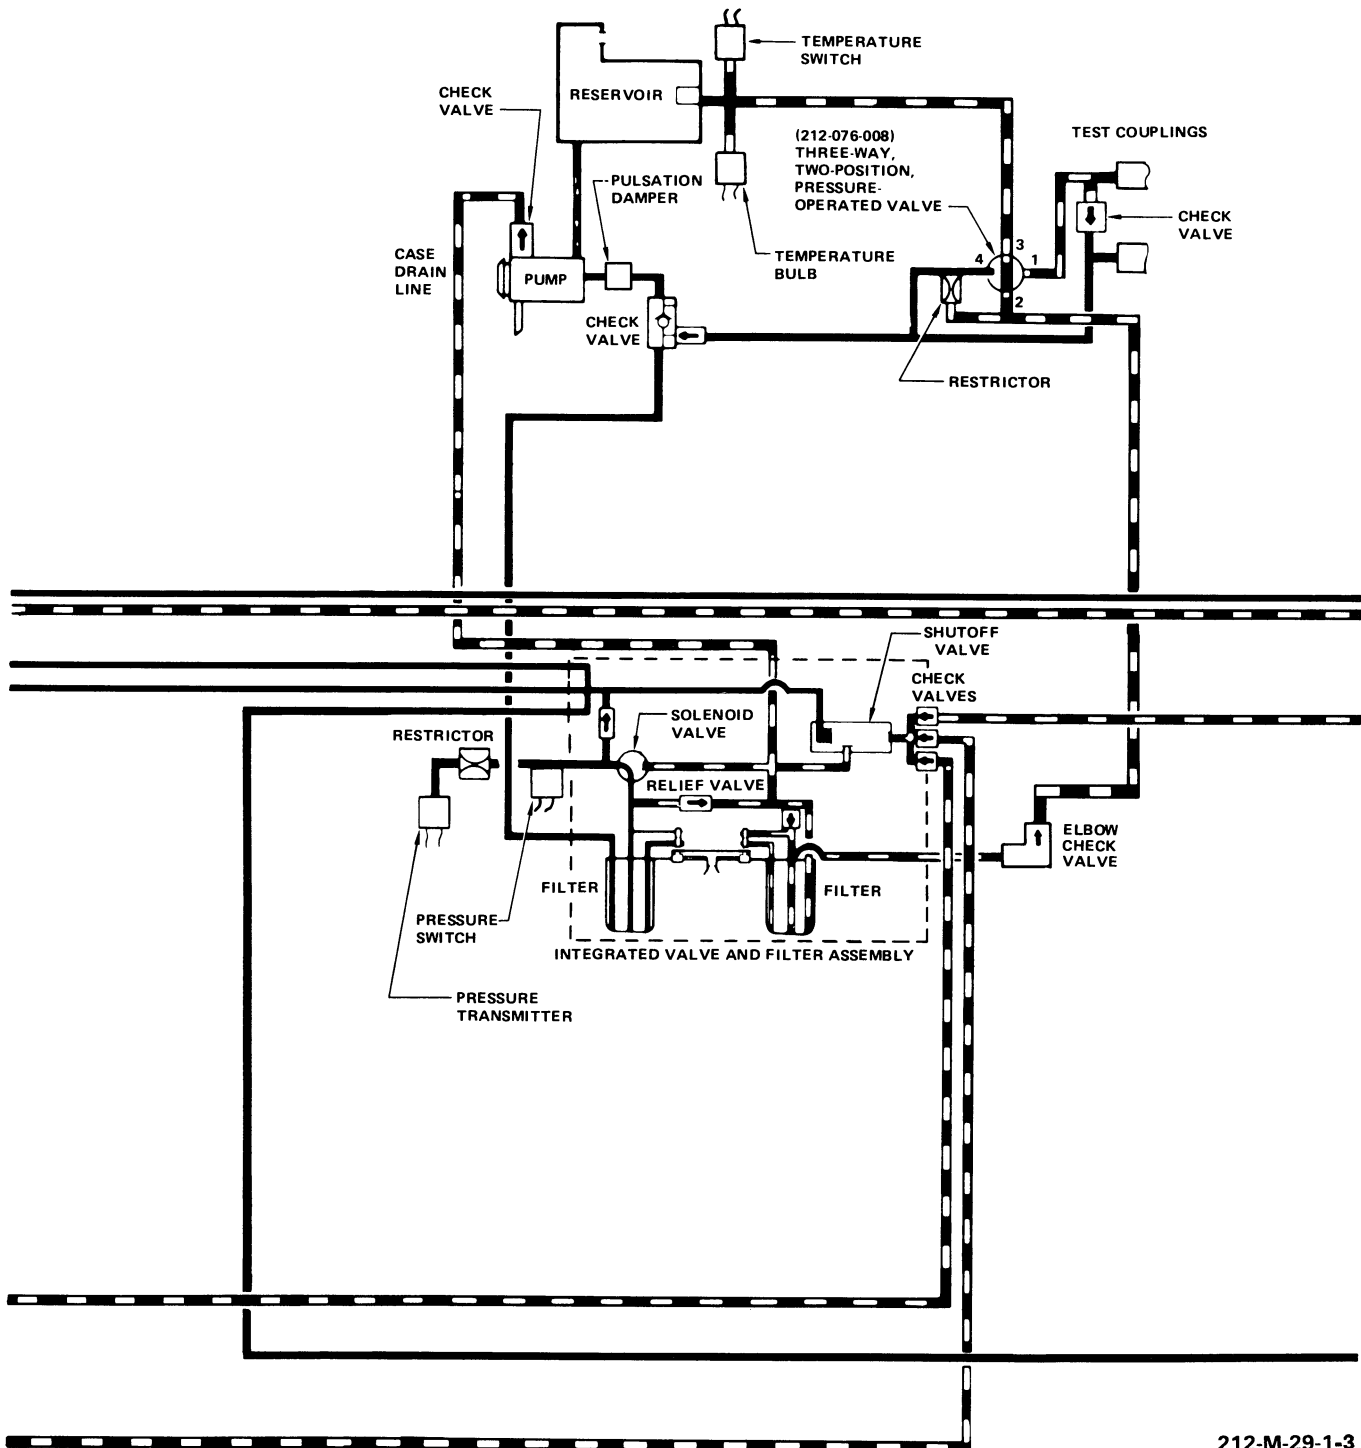 TEMPERATURE
SWITCH
CHECK
VALVE
RESERVOIR
(212-076-008)
THREE-WAY,
TWO-POSITION,
PRESSURE-
OPERATED VALVE
TEST COUPLINGS
PULSATION
DAMPER
CHECK
VALVE
CASE
DRAIN
LINE
PUMP
TEMPERATURE
BULB
3
4
1
2
CHECK
VALVE
RESTRICTOR
SHUTOFF
VALVE
CHECK
VALVES
SOLENOID
VALVE
RESTRICTOR
RELIEF VALVE
ELBOW
CHECK
VALVE
FILTER
FILTER
PRESSURE
SWITCH
INTEGRATED VALVE AND FILTER ASSEMBLY
PRESSURE
TRANSMITTER
212-M-29-1-3